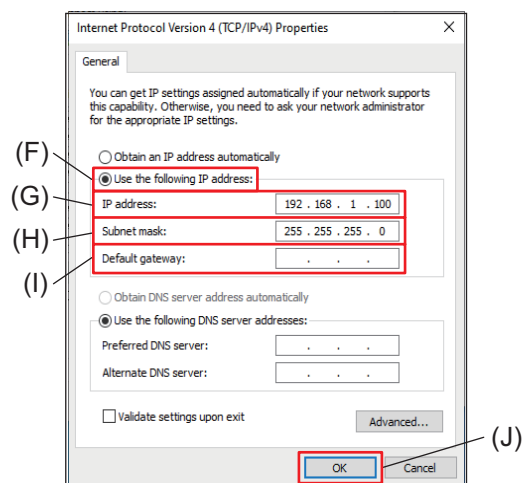 Internet Protocol Version 4 (TCP/IPv4) Properties
General
You can get IP settings assigned automatically if your network supports
this capability. Otherwise, you need to ask your network administrator
for the appropriate IP settings.
Obtain an IP address automatically
(F)
Use the following IP address:
(G)
IP address: 192 . 168 . 1 . 100
(H)
Subnet mask: 255 . 255 . 255 . 0
(I)
Default gateway: . . .
Obtain DNS server address automatically
Use the following DNS server addresses:
Preferred DNS server: . . .
Alternate DNS server: . . .
Validate settings upon exit
Advanced...
(J)
OK
Cancel